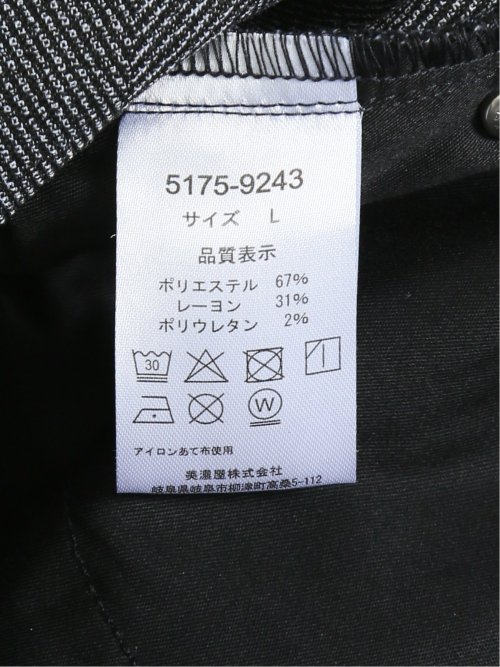 5175-9243
サイズ L
品質表示
ポリエステル 67%
レーヨン 31%
ポリウレタン 2%
30
W
アイロンあて布使用
美濃屋株式会社
岐阜県岐阜市柳津町高桑5-112